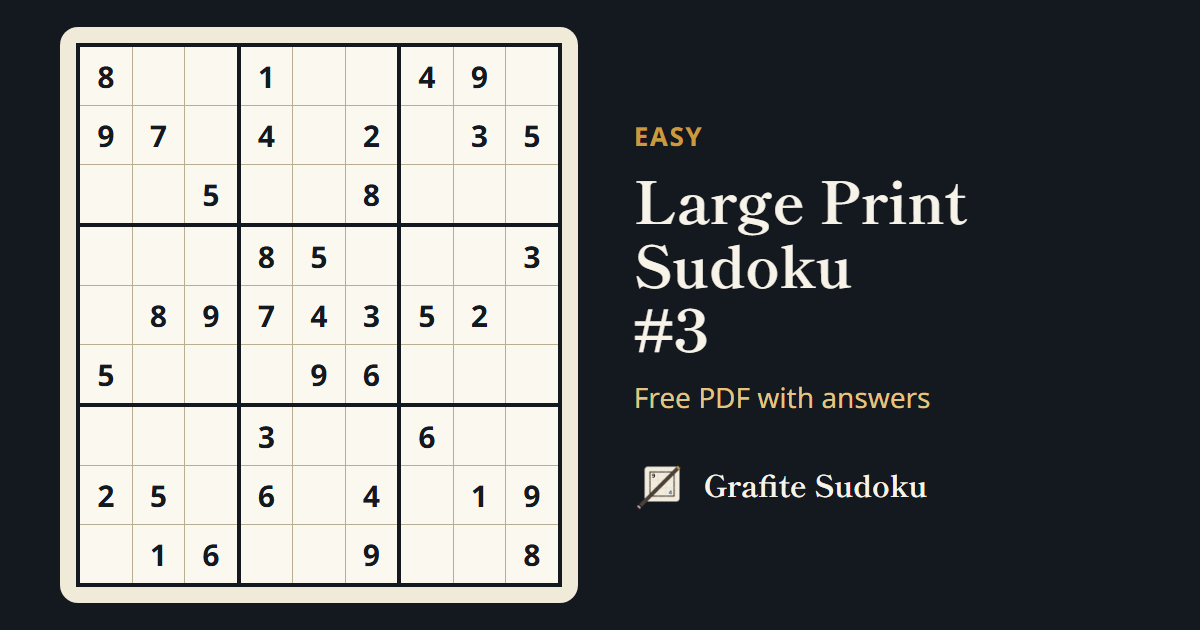 8 1 4 9
9 7 4 2 3 5
5 8
8 5 3
8 9 7 4 3 5 2
5 9 6
3 6
2 5 6 4 1 9
1 6 9 8
EASY
Large Print
Sudoku
#3
Free PDF with answers
Grafite Sudoku